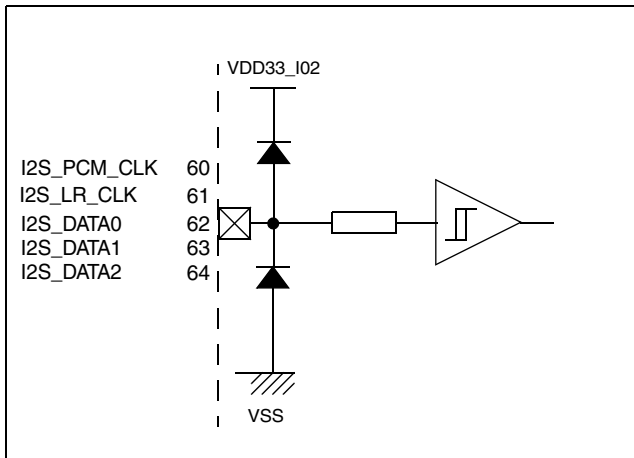 VDD33_I02
I2S_PCM_CLK 60
I2S_LR_CLK 61
I2S_DATA0 62
I2S_DATA1 63
I2S_DATA2 64
VSS